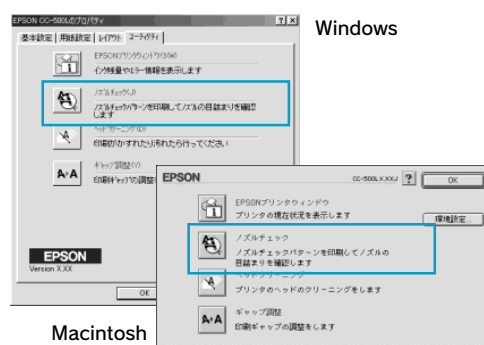 Windows
EPSON CC-500Lのプロパティ
基本設定 用紙設定 レイアウト ユーティリティ
EPSONプリンタウィンドウ!3(W)
インク残量やエラー情報を表示します
ノズルチェック(J)
ノズルチェックパターンを印刷してノズルの目詰まりを確認
します
ヘッドクリーニング(D)
印刷がかすれたり汚れたら行ってください
ギャップ調整(V)
印刷ギャップの調整
EPSON
Version X.XX
OK
EPSON
CC-500L X.XXJ
?
OK
EPSONプリンタウィンドウ
プリンタの現在状況を表示します
環境設定...
ノズルチェック
ノズルチェックパターンを印刷してノズルの
目詰まりを確認します
ヘッドクリーニング
プリンタのヘッドのクリーニングをします
ギャップ調整
印刷ギャップの調整をします
Macintosh